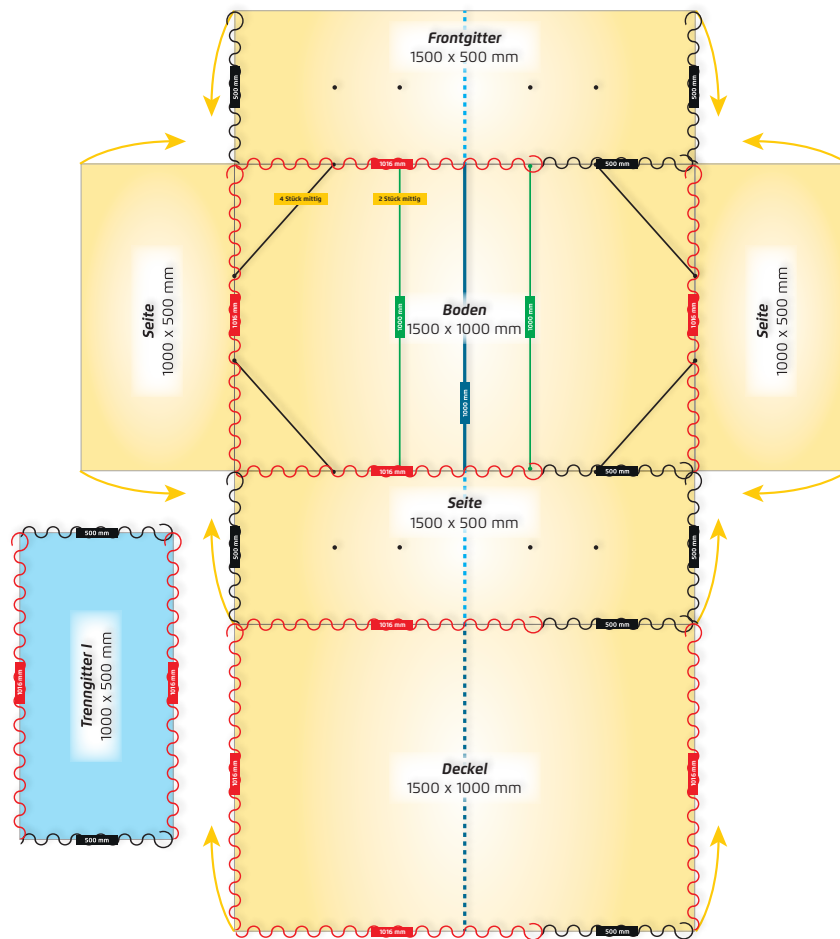 Frontgitter
1500 x 500 mm
500 mm
500 mm
1016 mm
500 mm
4 Stück mittig
2 Stück mittig
Seite
1000 x 500 mm
1016 mm
1000 mm
Boden
1500 x 1000 mm
1000 mm
1016 mm
Seite
1000 x 500 mm
1000 mm
1016 mm
500 mm
Seite
1500 x 500 mm
500 mm
500 mm
500 mm
1016 mm
500 mm
Trenngitter I
1000 x 500 mm
1016 mm
1016 mm
500 mm
1016 mm
Deckel
1500 x 1000 mm
1016 mm
1016 mm
500 mm